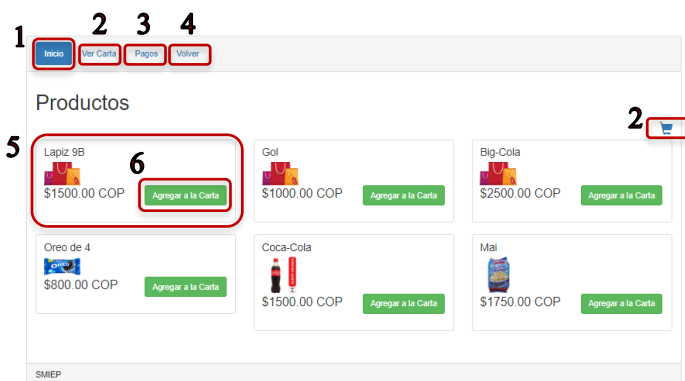 1 2 3 4
Inicio Ver Carta Pagos Volver
Productos
2
5
Lapiz 9B Gol Big-Cola
6
$1500.00 COP Agregar a la Carta $1000.00 COP Agregar a la Carta $2500.00 COP Agregar a la Carta
Oreo de 4 Coca-Cola Mai
OREO
$800.00 COP Agregar a la Carta $1500.00 COP Agregar a la Carta $1750.00 COP Agregar a la Carta
SMIEP